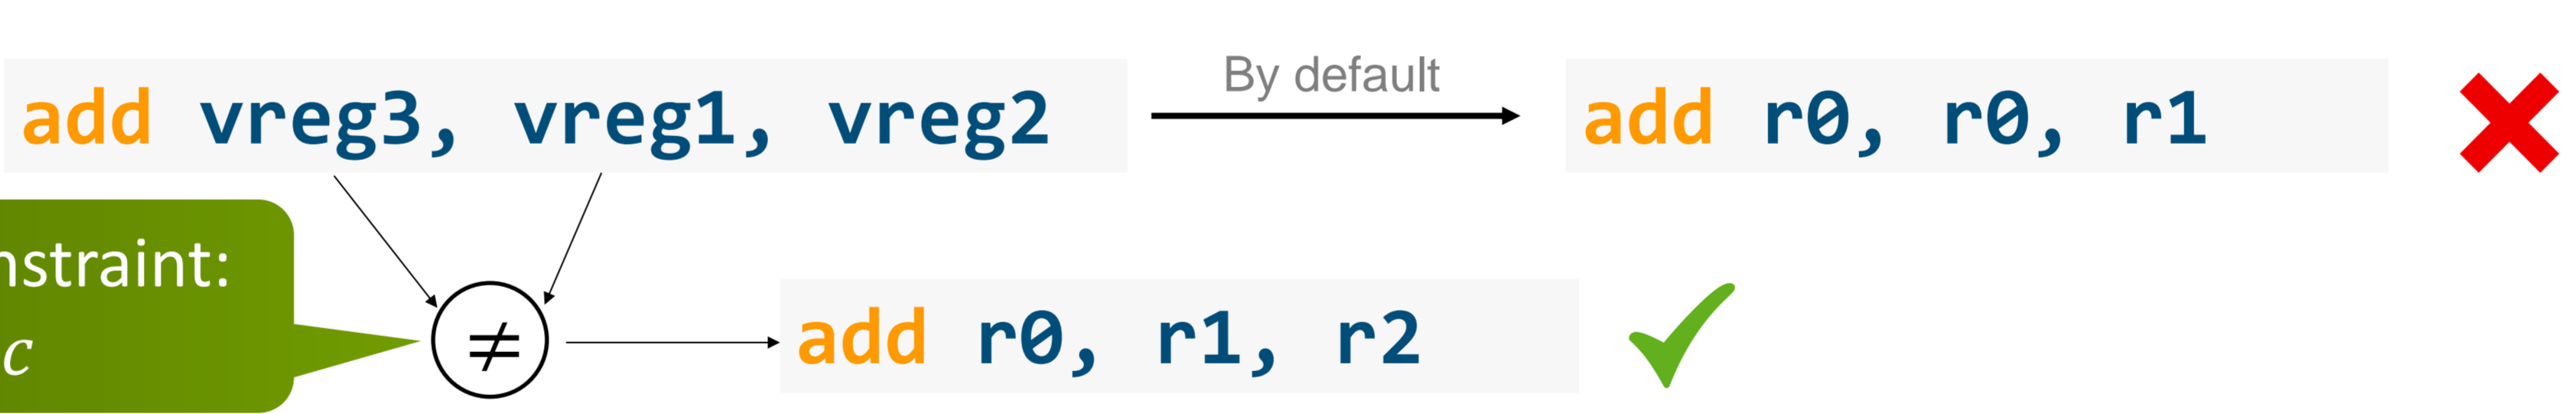 add vreg3, vreg1, vreg2
By default
add r0, r0, r1
nstraint:
c
≠
add r0, r1, r2